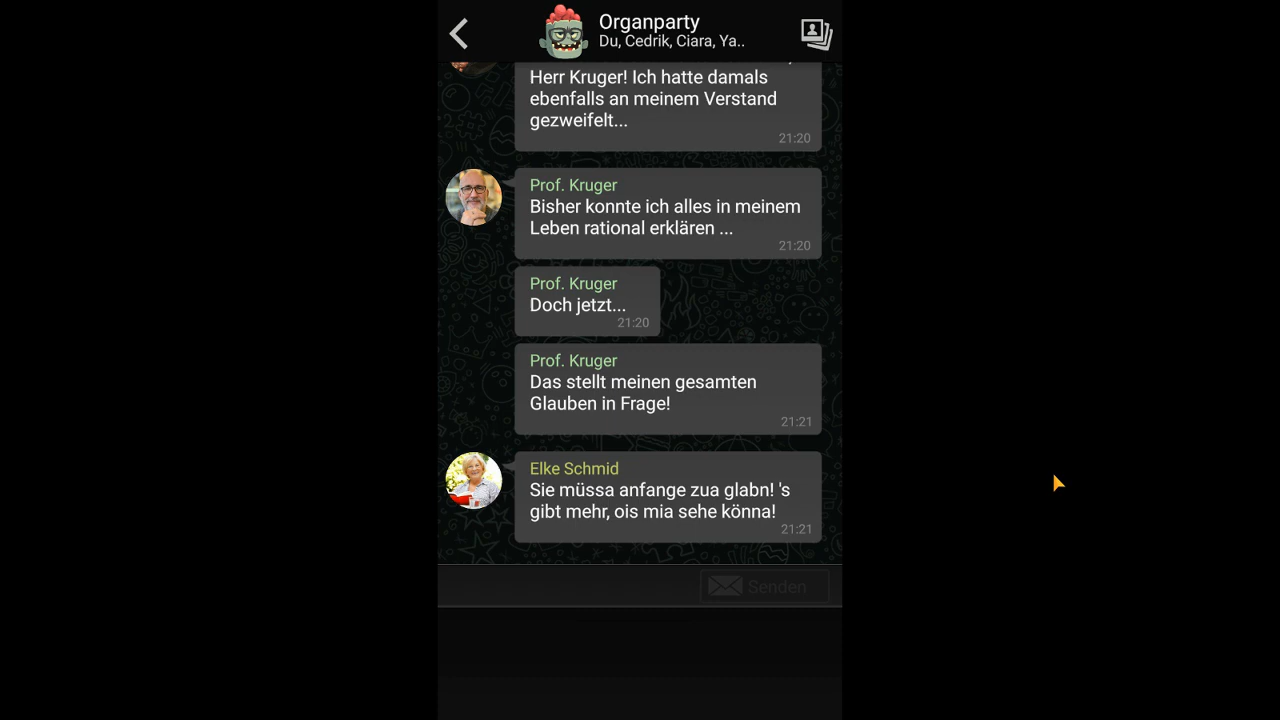 Organparty
Du, Cedrik, Ciara, Ya..
Herr Kruger! Ich hatte damals
ebenfalls an meinem Verstand
gezweifelt...
21:20
Prof. Kruger
Bisher konnte ich alles in meinem
Leben rational erklären ...
21:20
Prof. Kruger
Doch jetzt...
21:20
Prof. Kruger
Das stellt meinen gesamten
Glauben in Frage!
21:21
Elke Schmid
Sie müssa anfange zua glabn! 's
gibt mehr, ois mia sehe könna!
21:21
Senden